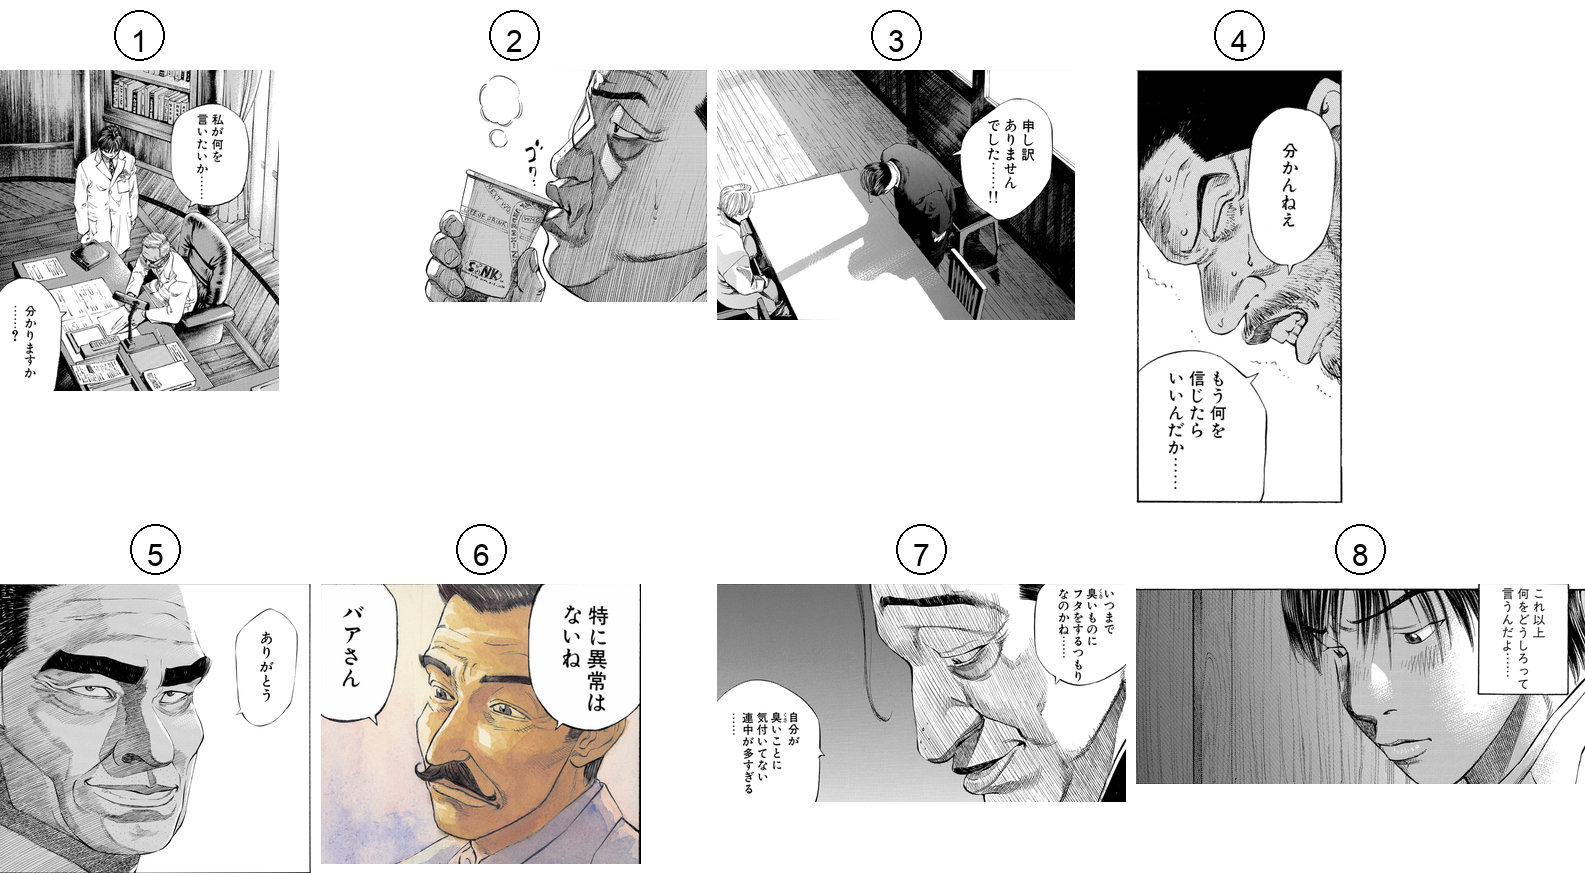 1
私が何を
言いたいか……
分かりますか
……?
2
ゴク…
S NK
3
申し訳
ありません
でした……!!
4
分かんねえ
もう何を
信じたら
いいんだか……
5
ありがとう
6
特に異常は
ないね
バアさん
7
いつまで
臭いものに
フタをするつもり
なのかね……
自分が
臭いことに
気付いてない
連中が多すぎる
……
8
これ以上
何をどうしろって
言うんだよ……